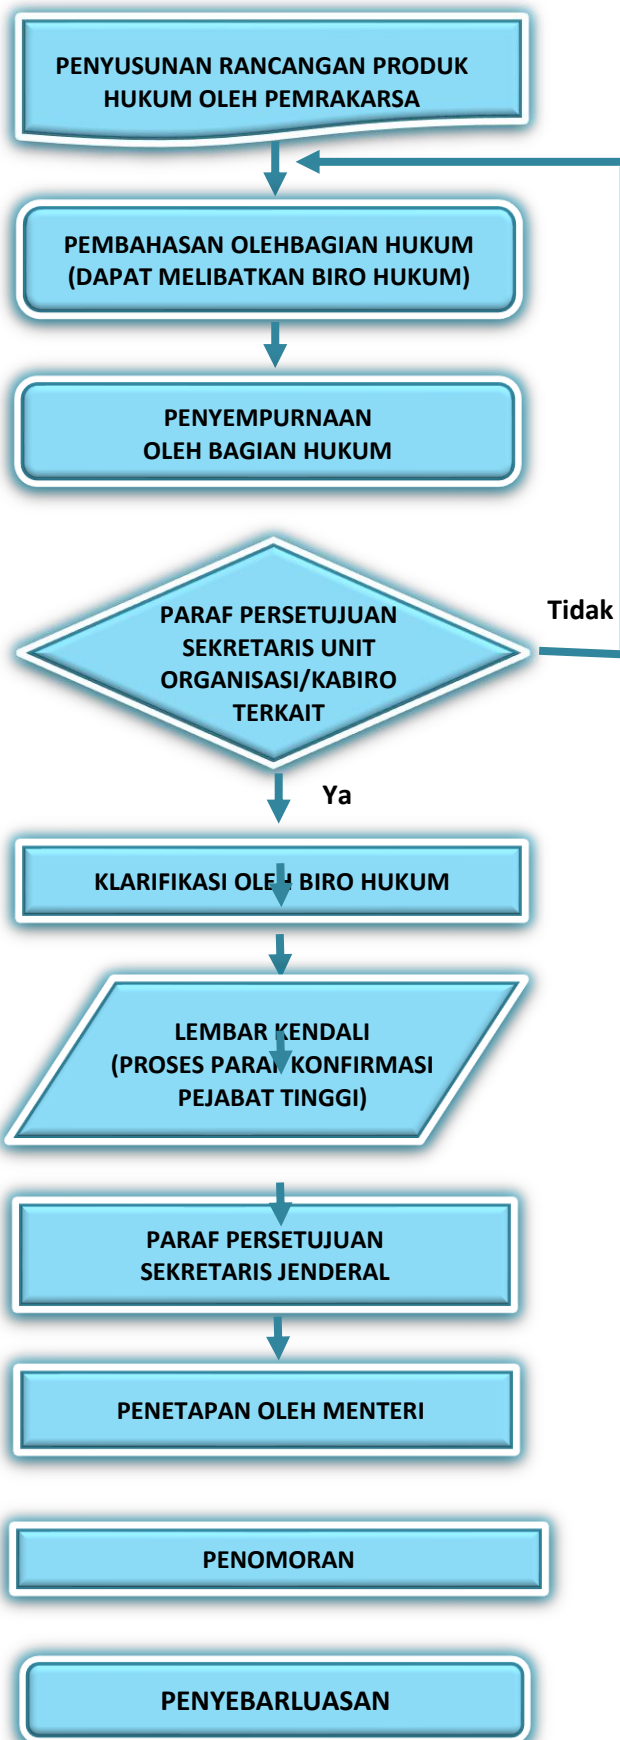 PENYUSUNAN RANCANGAN PRODUK
HUKUM OLEH PEMRAKARSA
PEMBAHASAN OLEHBAGIAN HUKUM
(DAPAT MELIBATKAN BIRO HUKUM)
PENYEMPURNAAN
OLEH BAGIAN HUKUM
PARAF PERSETUJUAN
SEKRETARIS UNIT
ORGANISASI/KABIRO
TERKAIT
Tidak
Ya
KLARIFIKASI OLEH BIRO HUKUM
LEMBAR KENDALI
(PROSES PARAF KONFIRMASI
PEJABAT TINGGI)
PARAF PERSETUJUAN
SEKRETARIS JENDERAL
PENETAPAN OLEH MENTERI
PENOMORAN
PENYEBARLUASAN